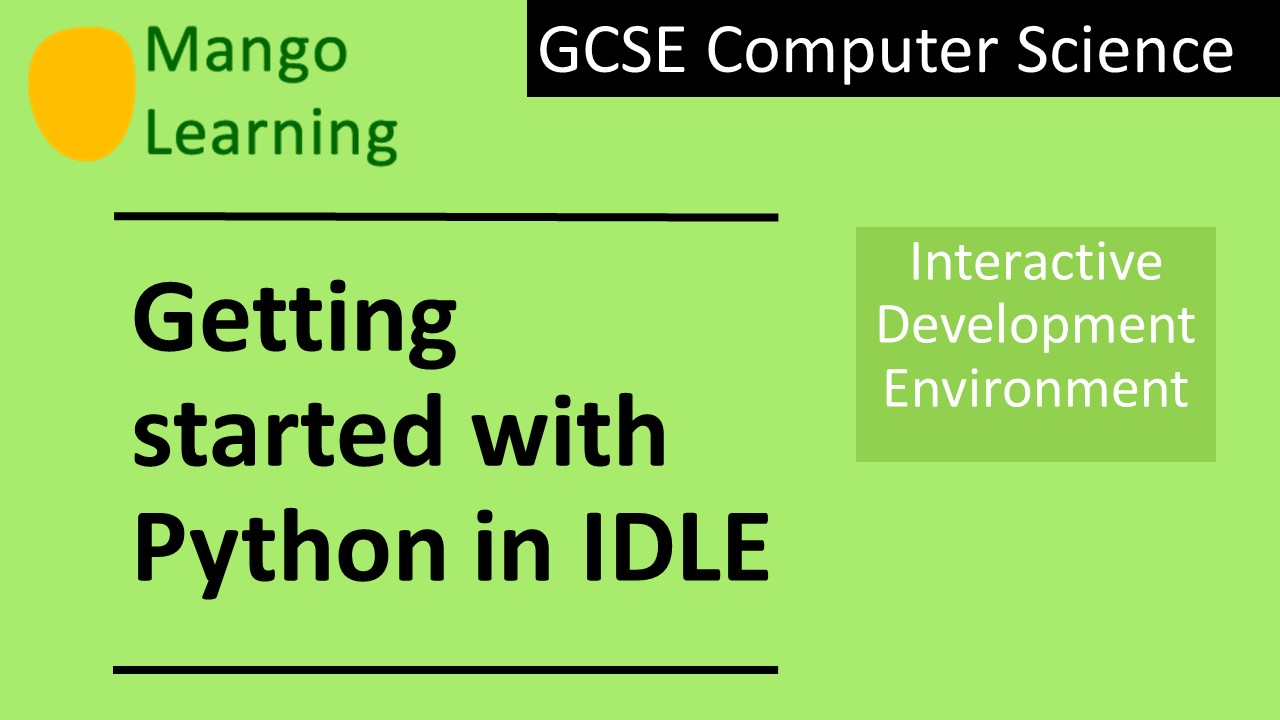 Mango
Learning
GCSE Computer Science
Getting
started with
Python in IDLE
Interactive
Development
Environment